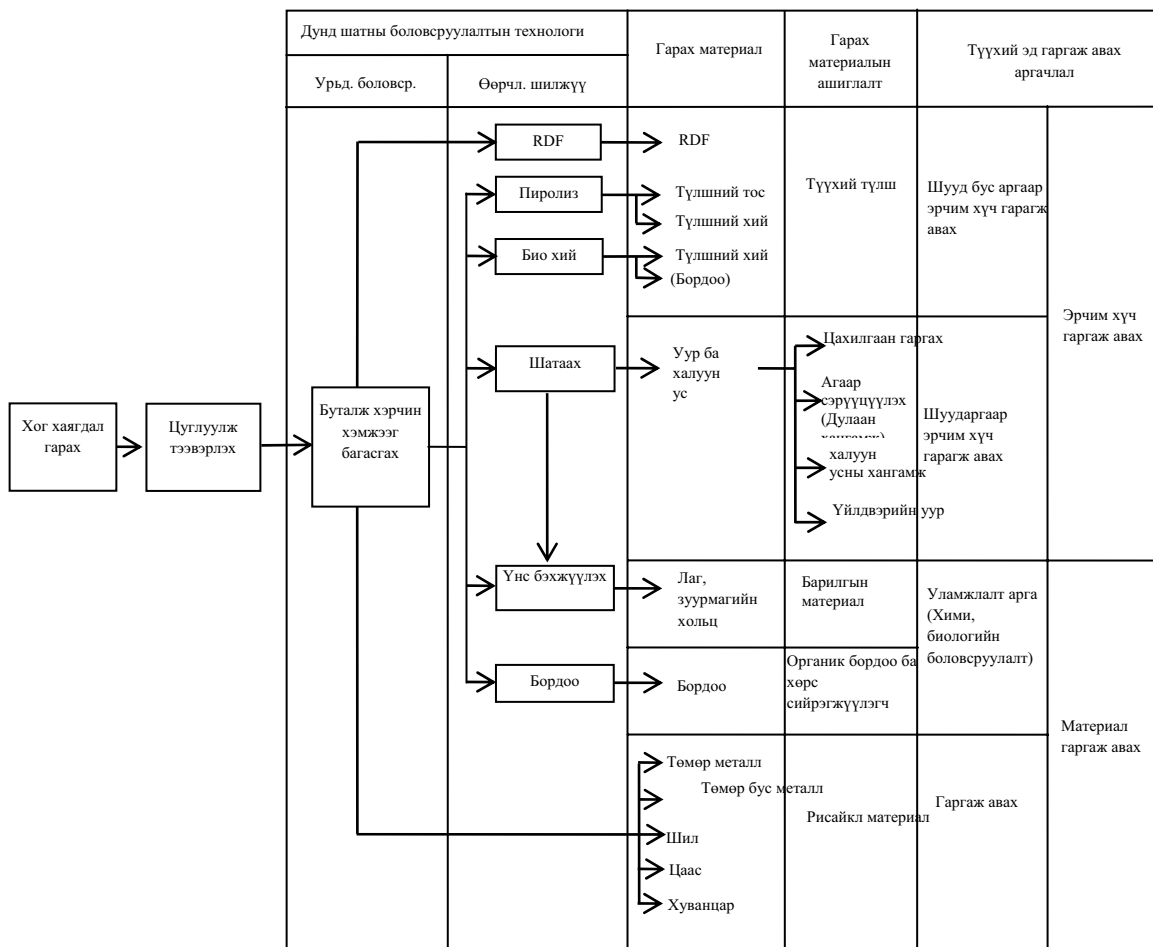 Дунд шатны боловсруулалтын технологи
Урьд. боловср.
Өөрчл. шилжүү
Гарах материал
Гарах
материалын
ашиглалт
Түүхий эд гаргаж авах
аргачлал
Хог хаягдал
гарах
Цуглуулж
тээвэрлэх
Буталж хэрчин
хэмжээг
багасгах
RDF
RDF
Пиролиз
Түлшний тос
Түлшний хий
Био хий
Түлшний хий
(Бордоо)
Түүхий түлш
Шууд бус аргаар
эрчим хүч гарагж
авах
Шатаах
Уур ба
халуун
ус
Цахилгаан гаргах
Агаар
сэрүүцүүлэх
(Дулаан
хангамж)
халуун
усны хангамж
Үйлдвэрийн уур
Шуударгаар
эрчим хүч
гарагж авах
Эрчим хүч
гаргаж авах
Үнс бэхжүүлэх
Лаг,
зуурмагийн
хольц
Барилгын
материал
Уламжлалт арга
(Хими,
биологийн
боловсруулалт)
Бордоо
Бордоо
Органик бордоо ба
хөрс
сийрэгжүүлэгч
Төмөр металл
Төмөр бус металл
Шил
Цаас
Хуванцар
Рисайкл материал
Гаргаж авах
Материал
гаргаж авах